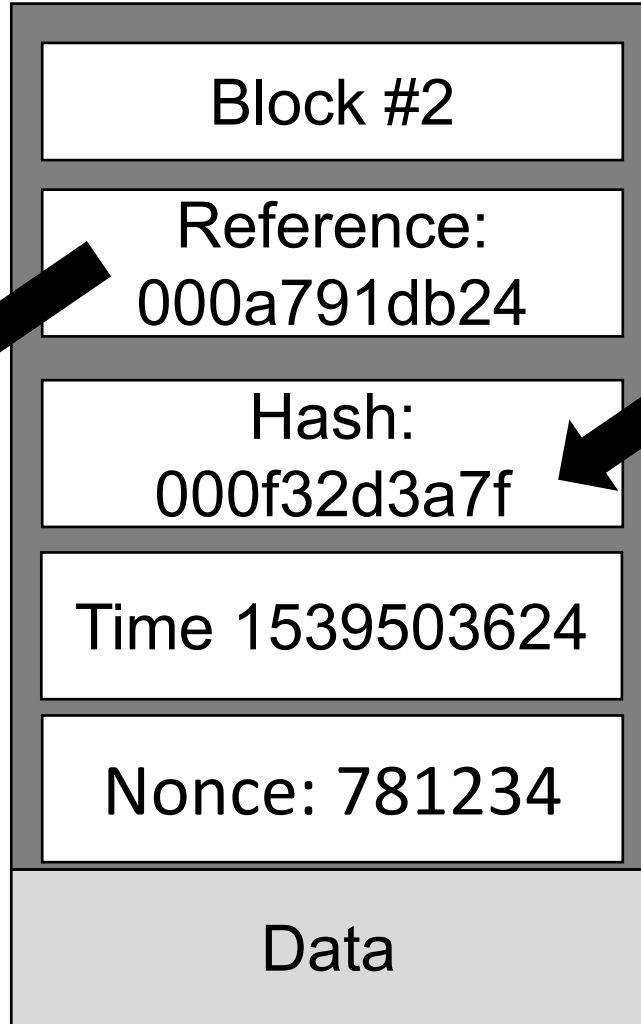 Block #2
Reference:
000a791db24
Hash:
000f32d3a7f
Time 1539503624
Nonce: 781234
Data